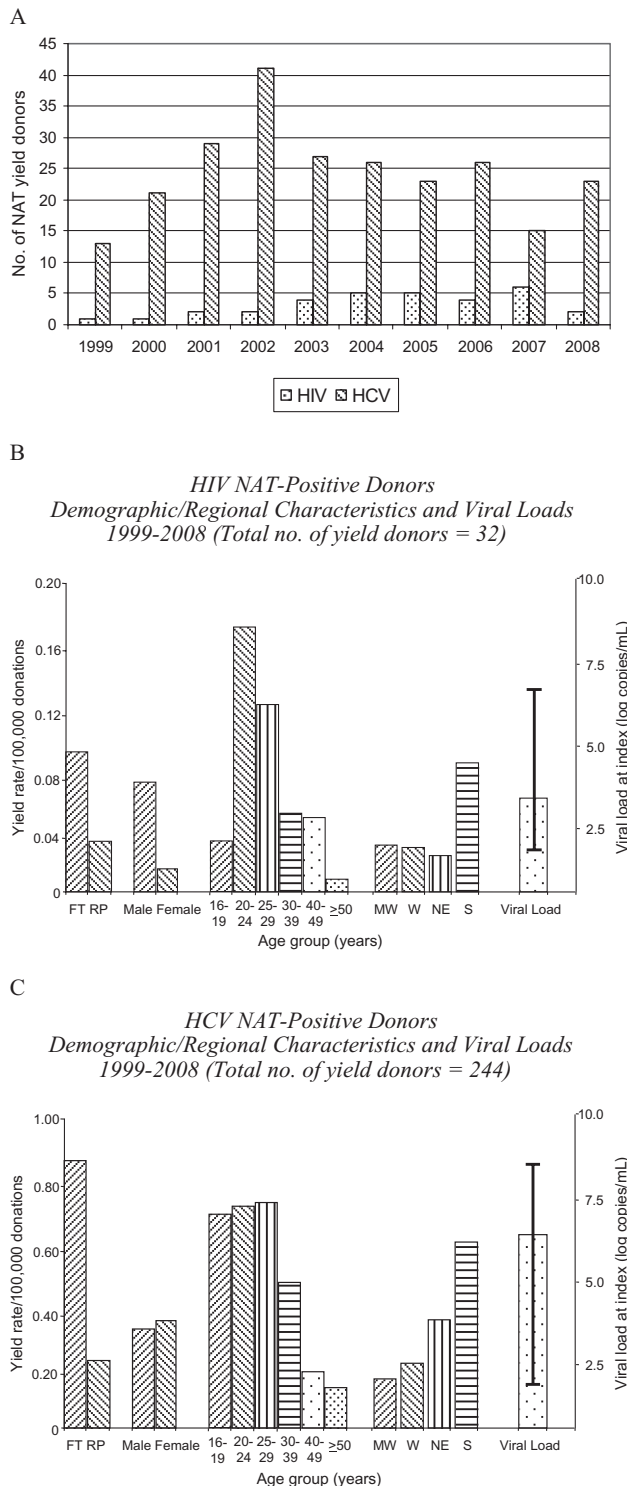 A
45
40
35
30
25
20
15
10
5
0
No. of NAT yield donors
1999 2000 2001 2002 2003 2004 2005 2006 2007 2008
HIV HCV
B
HIV NAT-Positive Donors
Demographic/Regional Characteristics and Viral Loads
1999-2008 (Total no. of yield donors = 32)
0.20
0.16
0.12
0.08
0.04
0
Yield rate/100,000 donations
10.0
7.5
5.0
2.5
Viral load at index (log copies/mL)
FT RP Male Female 16-19 20-24 25-29 30-39 40-49 ≥50 MW W NE S Viral Load
Age group (years)
C
HCV NAT-Positive Donors
Demographic/Regional Characteristics and Viral Loads
1999-2008 (Total no. of yield donors = 244)
1.00
0.80
0.60
0.40
0.20
0
Yield rate/100,000 donations
10.0
7.5
5.0
2.5
Viral load at index (log copies/mL)
FT RP Male Female 16-19 20-24 25-29 30-39 40-49 ≥50 MW W NE S Viral Load
Age group (years)